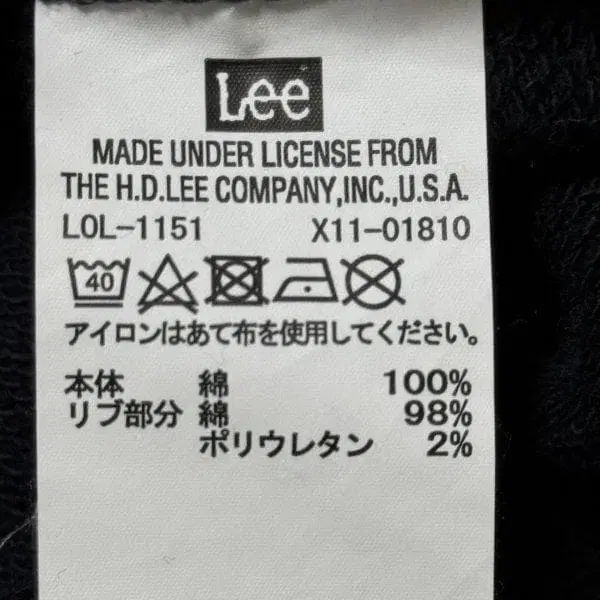 Lee
MADE UNDER LICENSE FROM
THE H.D.LEE COMPANY,INC.,U.S.A.
LOL-1151 X11-01810
40
アイロンはあて布を使用してください。
本体 綿 100%
リブ部分 綿 98%
ポリウレタン 2%